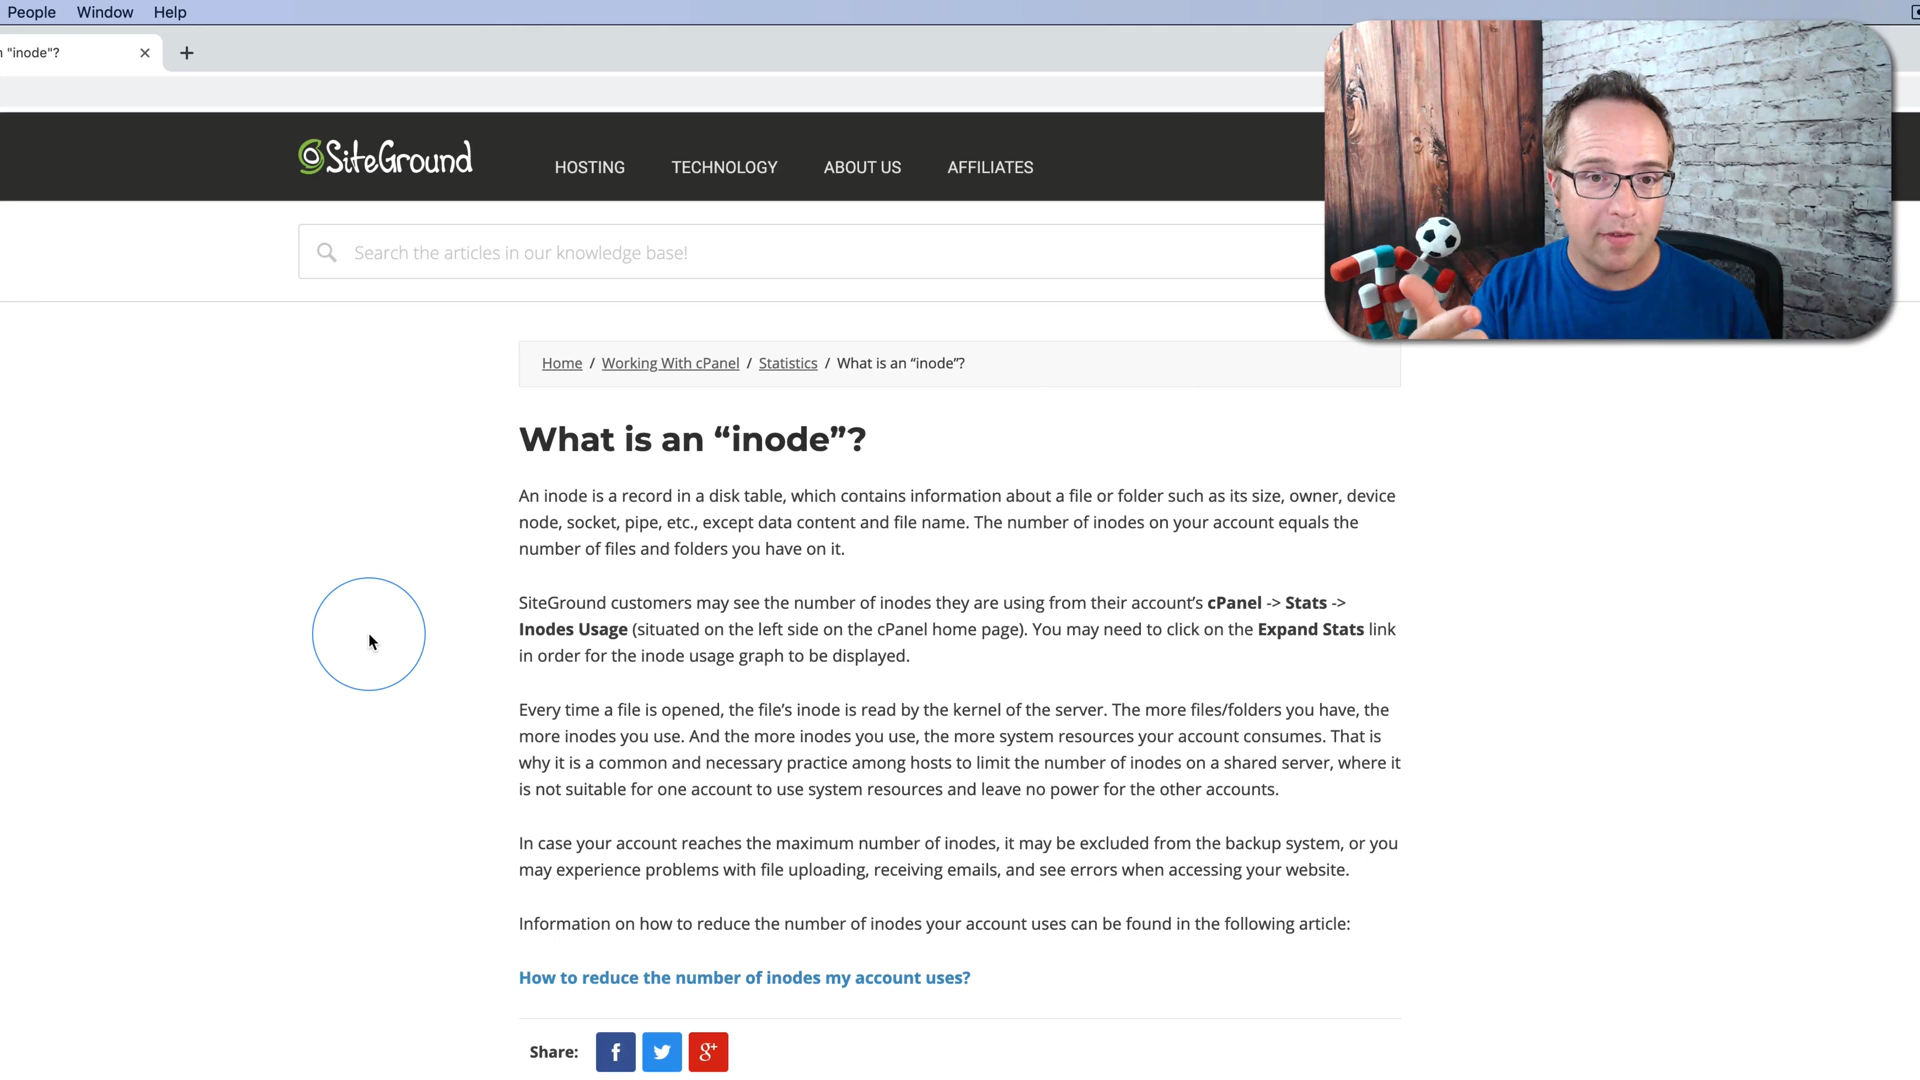 People Window Help
"inode"?
SiteGround
HOSTING TECHNOLOGY ABOUT US AFFILIATES
Search the articles in our knowledge base!
Home / Working With cPanel / Statistics / What is an “inode”?
What is an “inode”?
An inode is a record in a disk table, which contains information about a file or folder such as its size, owner, device
node, socket, pipe, etc., except data content and file name. The number of inodes on your account equals the
number of files and folders you have on it.
SiteGround customers may see the number of inodes they are using from their account’s cPanel -> Stats ->
Inodes Usage (situated on the left side on the cPanel home page). You may need to click on the Expand Stats link
in order for the inode usage graph to be displayed.
Every time a file is opened, the file’s inode is read by the kernel of the server. The more files/folders you have, the
more inodes you use. And the more inodes you use, the more system resources your account consumes. That is
why it is a common and necessary practice among hosts to limit the number of inodes on a shared server, where it
is not suitable for one account to use system resources and leave no power for the other accounts.
In case your account reaches the maximum number of inodes, it may be excluded from the backup system, or you
may experience problems with file uploading, receiving emails, and see errors when accessing your website.
Information on how to reduce the number of inodes your account uses can be found in the following article:
How to reduce the number of inodes my account uses?
Share: f g+